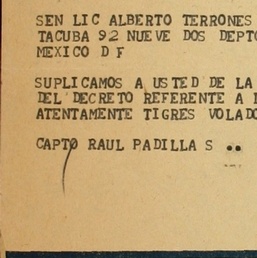 SEN LIC ALBERTO TERRONES
TACUBA 92 NUEVE DOS DEPTO
MEXICO D F
SUPLICAMOS A USTED DE LA
DEL DECRETO REFERENTE A
ATENTAMENTE TIGRES VOLADO
CAPTO RAUL PADILLA S ••